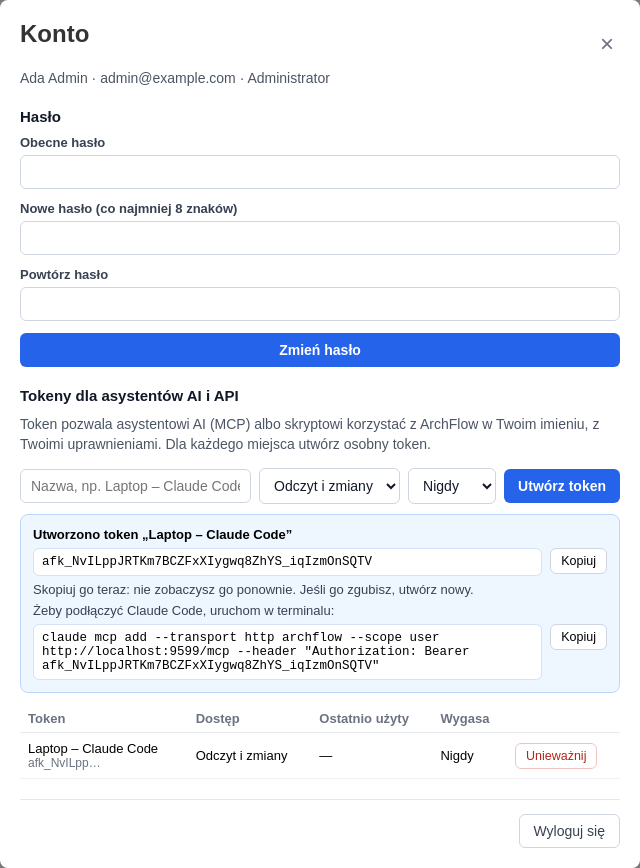 Konto
×
Ada Admin · admin@example.com · Administrator
Hasło
Obecne hasło
Nowe hasło (co najmniej 8 znaków)
Powtórz hasło
Zmień hasło
Tokeny dla asystentów AI i API
Token pozwala asystentowi AI (MCP) albo skryptowi korzystać z ArchFlow w Twoim imieniu, z
Twoimi uprawnieniami. Dla każdego miejsca utwórz osobny token.
Nazwa, np. Laptop – Claude Code Odczyt i zmiany Nigdy Utwórz token
Utworzono token „Laptop – Claude Code”
afk_NvILppJRTKm7BCZFxXIygwq8ZhYS_iqIzmOnSQTV Kopiuj
Skopiuj go teraz: nie zobaczysz go ponownie. Jeśli go zgubisz, utwórz nowy.
Żeby podłączyć Claude Code, uruchom w terminalu:
claude mcp add --transport http archflow --scope user Kopiuj
http://localhost:9599/mcp --header "Authorization: Bearer
afk_NvILppJRTKm7BCZFxXIygwq8ZhYS_iqIzmOnSQTV"
Token Dostęp Ostatnio użyty Wygasa
Laptop – Claude Code Odczyt i zmiany — Nigdy Unieważnij
afk_NvILpp…
Wyloguj się